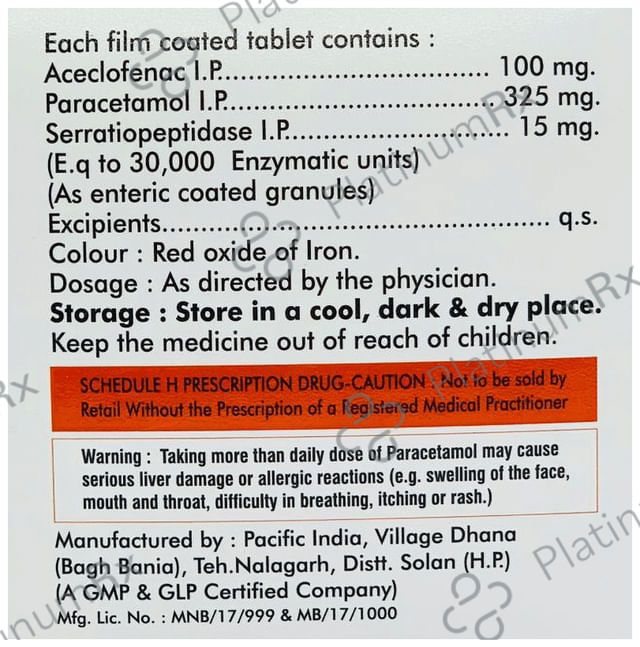 Each film coated tablet contains :
Aceclofenac I.P.................................. 100 mg.
Paracetamol I.P.................................. 325 mg.
Serratiopeptidase I.P........................... 15 mg.
(E.q to 30,000 Enzymatic units)
(As enteric coated granules)
Excipients.................................................. q.s.
Colour : Red oxide of Iron.
Dosage : As directed by the physician.
Storage : Store in a cool, dark & dry place.
Keep the medicine out of reach of children.
SCHEDULE H PRESCRIPTION DRUG-CAUTION : Not to be sold by
Retail Without the Prescription of a Registered Medical Practitioner
Warning : Taking more than daily dose of Paracetamol may cause
serious liver damage or allergic reactions (e.g. swelling of the face,
mouth and throat, difficulty in breathing, itching or rash.)
Manufactured by : Pacific India, Village Dhana
(Bagh Bania), Teh.Nalagarh, Distt. Solan (H.P.)
(A GMP & GLP Certified Company)
Mfg. Lic. No. : MNB/17/999 & MB/17/1000
PlatinumRx
PlatinumRx
PlatinumRx